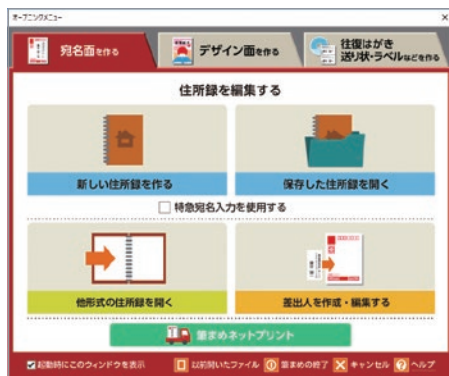 オープニングメニュー
宛名面を作る
デザイン面を作る
往復はがき
送り状・ラベルなどを作る
住所録を編集する
新しい住所録を作る
保存した住所録を開く
特急宛名入力を使用する
他形式の住所録を開く
差出人を作成・編集する
筆まめネットプリント
起動時にこのウィンドウを表示
以前開いたファイル
筆まめの終了
キャンセル
ヘルプ